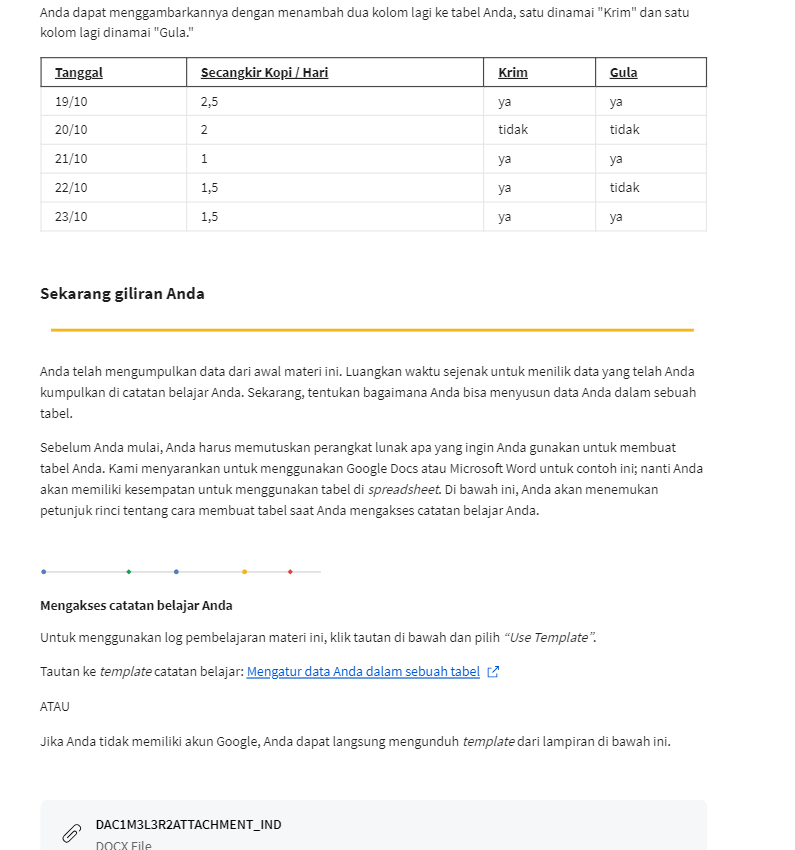 Anda dapat menggambarkannya dengan menambah dua kolom lagi ke tabel Anda, satu dinamai "Krim" dan satu
kolom lagi dinamai "Gula."
Tanggal Secangkir Kopi / Hari Krim Gula
19/10 2,5 ya ya
20/10 2 tidak tidak
21/10 1 ya ya
22/10 1,5 ya tidak
23/10 1,5 ya ya
Sekarang giliran Anda
Anda telah mengumpulkan data dari awal materi ini. Luangkan waktu sejenak untuk menilik data yang telah Anda
kumpulkan di catatan belajar Anda. Sekarang, tentukan bagaimana Anda bisa menyusun data Anda dalam sebuah
tabel.
Sebelum Anda mulai, Anda harus memutuskan perangkat lunak apa yang ingin Anda gunakan untuk membuat
tabel Anda. Kami menyarankan untuk menggunakan Google Docs atau Microsoft Word untuk contoh ini; nanti Anda
akan memiliki kesempatan untuk menggunakan tabel di spreadsheet. Di bawah ini, Anda akan menemukan
petunjuk rinci tentang cara membuat tabel saat Anda mengakses catatan belajar Anda.
Mengakses catatan belajar Anda
Untuk menggunakan log pembelajaran materi ini, klik tautan di bawah dan pilih “Use Template”.
Tautan ke template catatan belajar: Mengatur data Anda dalam sebuah tabel
ATAU
Jika Anda tidak memiliki akun Google, Anda dapat langsung mengunduh template dari lampiran di bawah ini.
DAC1M3L3R2ATTACHMENT_IND
DOCX File